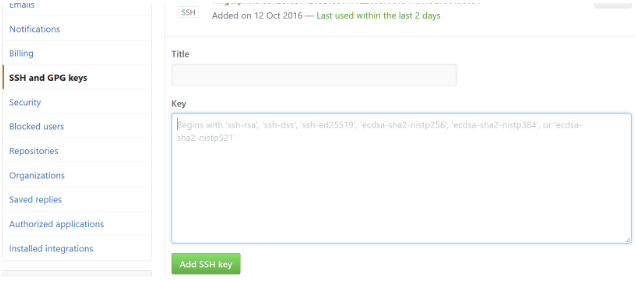 Emails
SSH
Added on 12 Oct 2016 — Last used within the last 2 days
Notifications
Billing
SSH and GPG keys
Security
Blocked users
Repositories
Organizations
Saved replies
Authorized applications
Installed integrations
Title
Key
Begins with 'ssh-rsa', 'ssh-dss', 'ssh-ed25519', 'ecdsa-sha2-nistp256', 'ecdsa-sha2-nistp384', or 'ecdsa-
sha2-nistp521'
Add SSH key